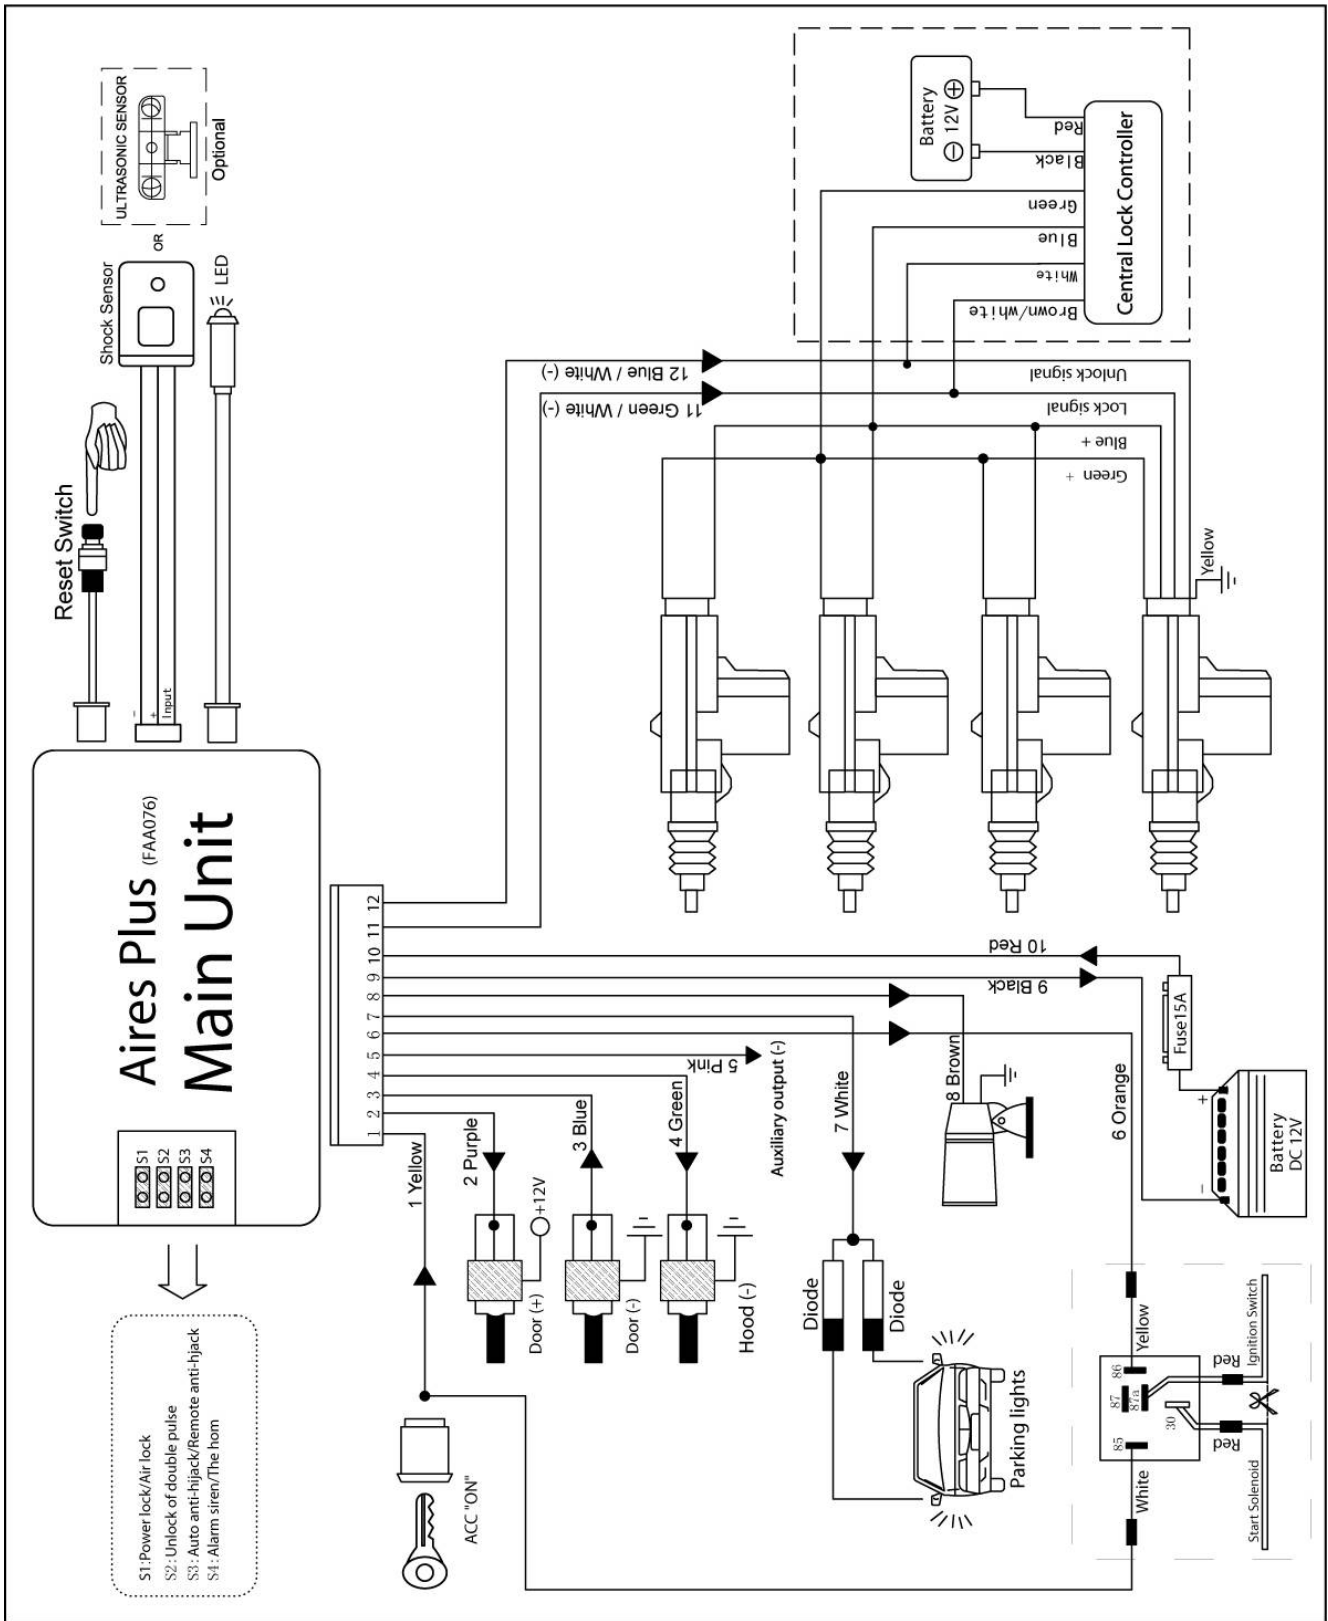 ULTRASONIC SENSOR
Optional
OR
Shock Sensor
LED
Reset Switch
-
+
Input
Aires Plus (FAA076)
Main Unit
S1
S2
S3
S4
S1:Power lock/Air lock
S2: Unlock of double pulse
S3: Auto anti-hijack/Remote anti-hjack
S4: Alarm siren/The horn
12
11
10
9
8
7
6
5
4
3
2
1
Battery
12V
Red
Black
Green
Blue
White
Brown/white
Central Lock Controller
12 Blue / White (-)
11 Green / White (-)
Unlock signal
Lock signal
Blue +
Green +
Yellow
10 Red
9 Black
8 Brown
7 White
6 Orange
5 Pink
Auxiliary output (-)
4 Green
3 Blue
2 Purple
1 Yellow
+12V
Door (+)
Door (-)
Hood (-)
ACC "ON"
Diode
Diode
Parking lights
Fuse15A
+
-
Battery
DC 12V
Yellow
86
87
87a
30
85
White
Red
Red
Ignition Switch
Start Solenoid